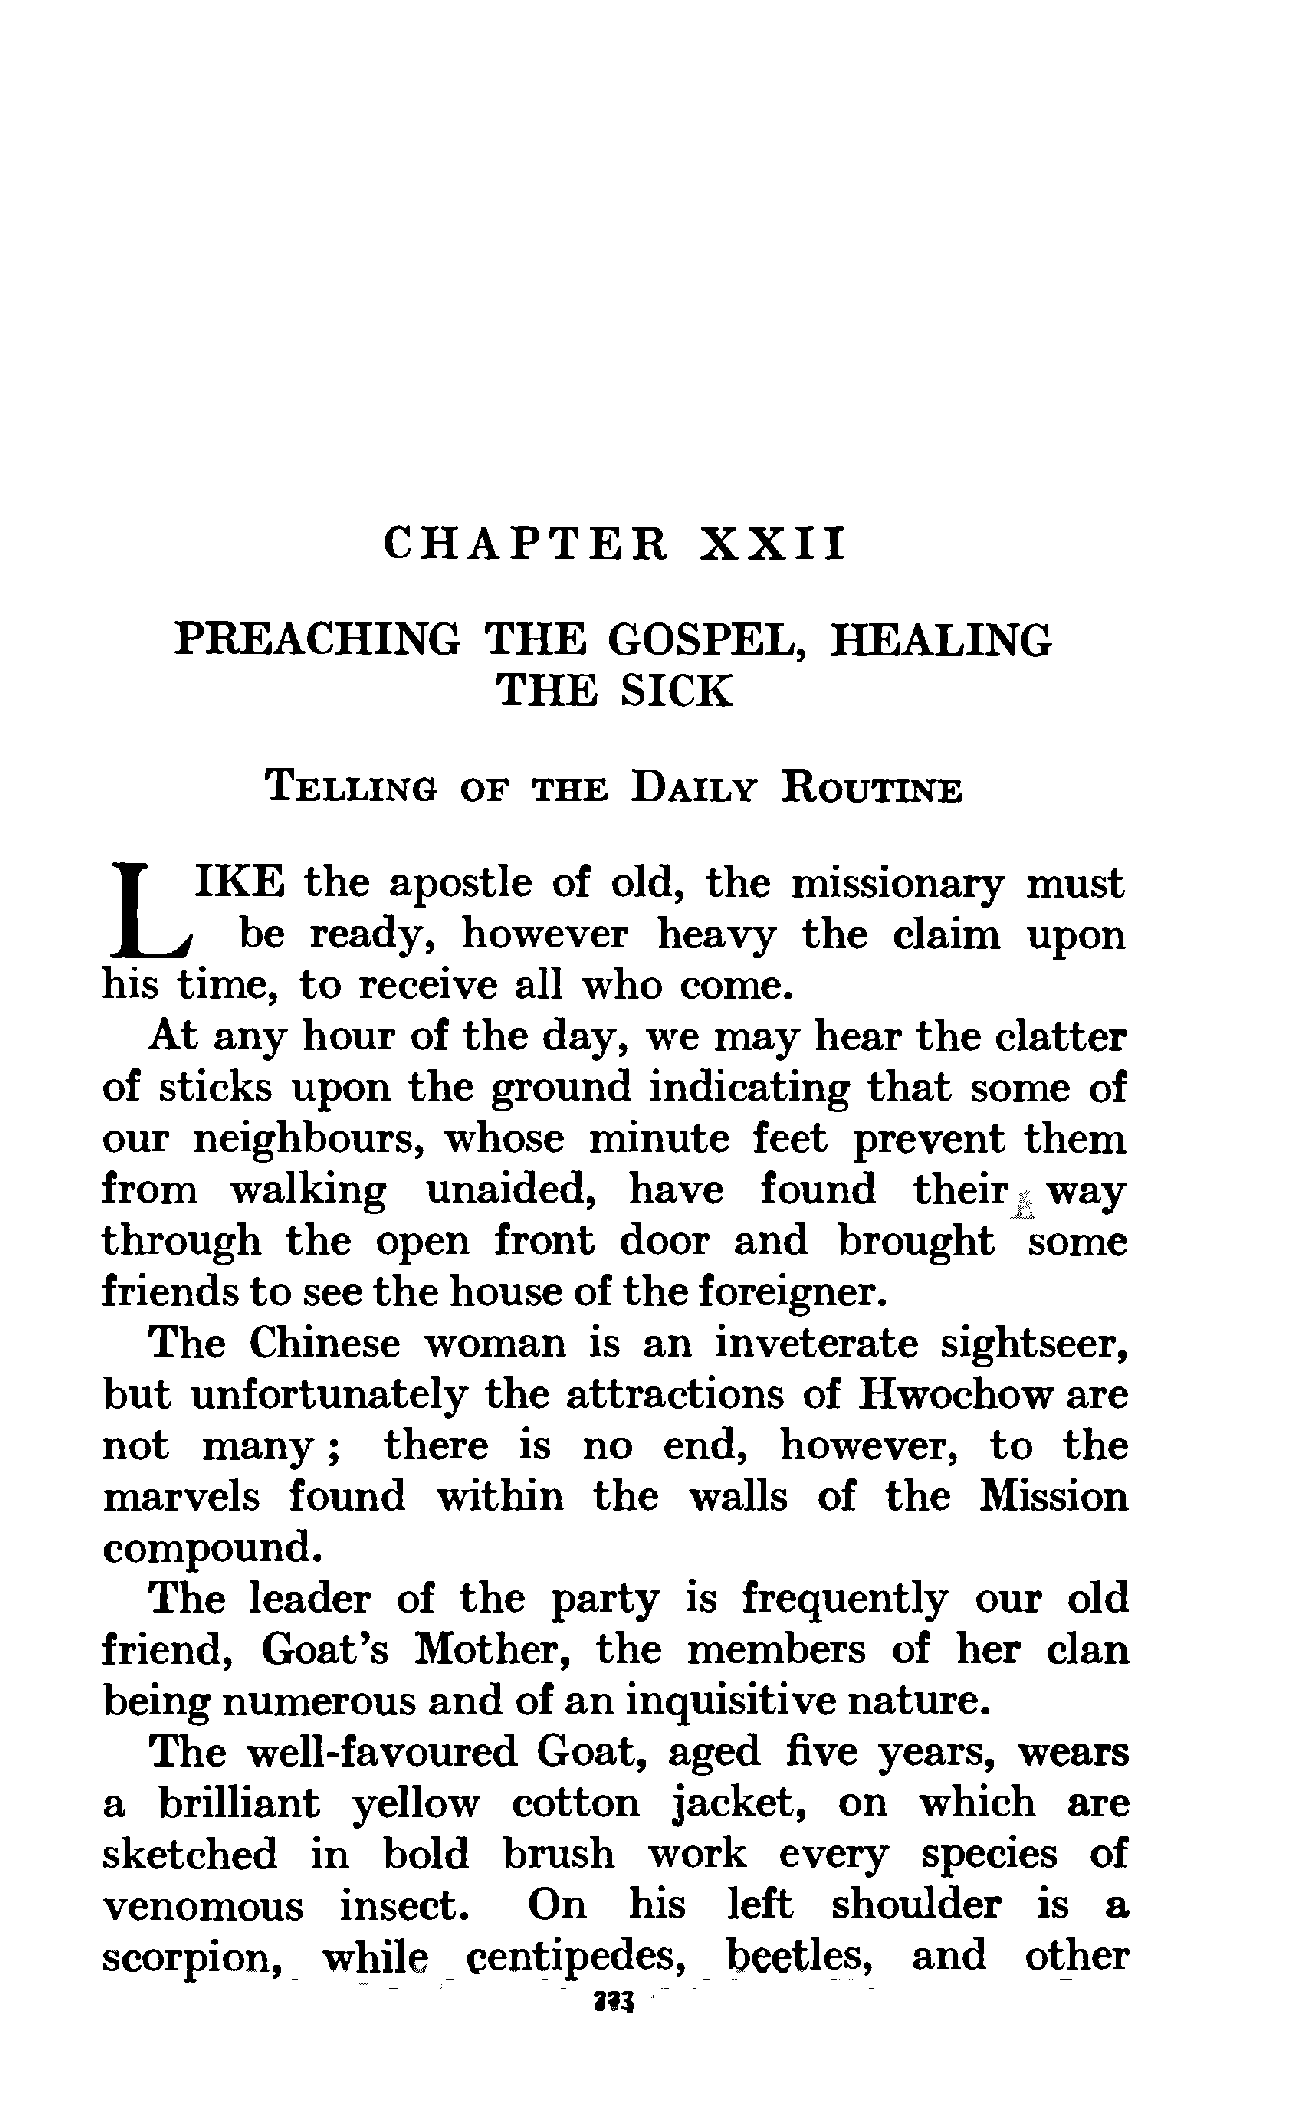 CHAPTER XXII
PREACHING THE GOSPEL, HEALING
THE SICK
TELLING OF THE DAILY ROUTINE
LIKE the apostle of old, the missionary must
be ready, however heavy the claim upon
his time, to receive all who come.
At any hour of the day, we may hear the clatter
of sticks upon the ground indicating that some of
our neighbours, whose minute feet prevent them
from walking unaided, have found their way
through the open front door and brought some
friends to see the house of the foreigner.
The Chinese woman is an inveterate sightseer,
but unfortunately the attractions of Hwochow are
not many ; there is no end, however, to the
marvels found within the walls of the Mission
compound.
The leader of the party is frequently our old
friend, Goat's Mother, the members of her clan
being numerous and of an inquisitive nature.
The well-favoured Goat, aged five years, wears
a brilliant yellow cotton jacket, on which are
sketched in bold brush work every species of
venomous insect. On his left shoulder is a
scorpion, while centipedes, beetles, and other